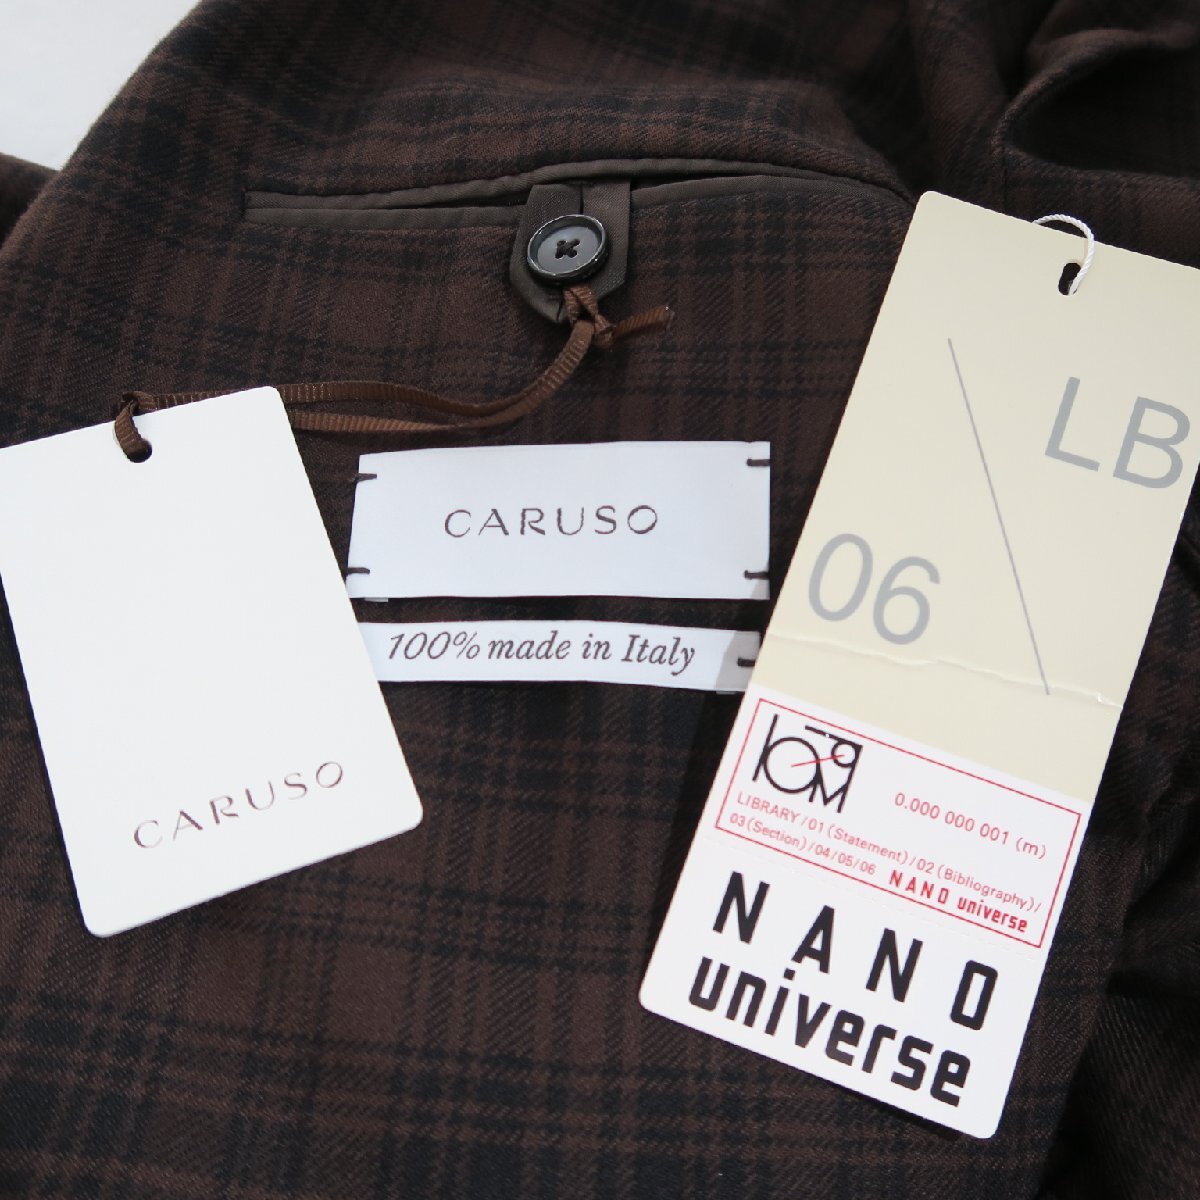 CARUSO
100% made in Italy
CARUSO
LB
06
0.000 000 001 (m)
LIBRARY/01(Statement)/02(Bibliography)/
03(Section)/04/05/06 NANO universe
NANO
universe